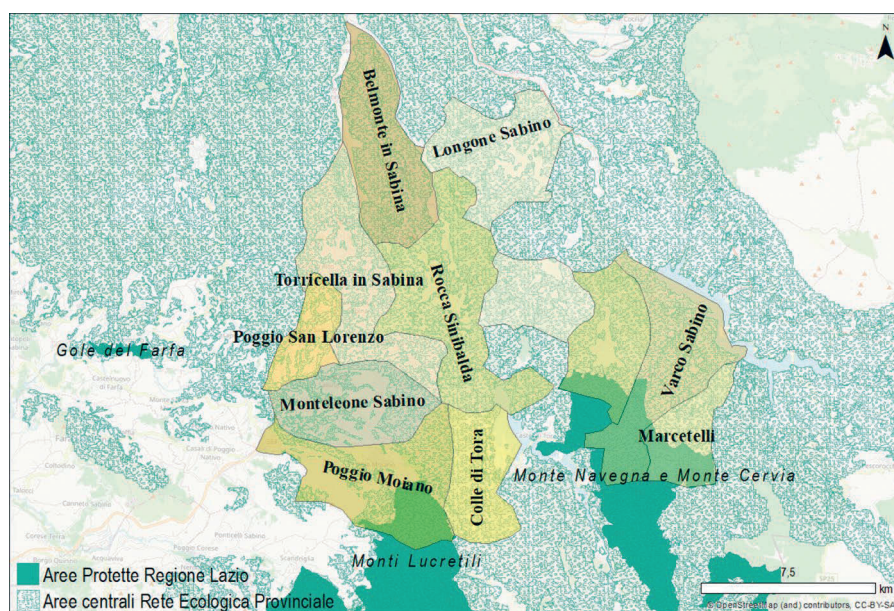 N
Belmonte in Sabina
Longone Sabino
Torricella in Sabina
Rocca Sinibalda
Poggio San Lorenzo
Gole del Farfa
Varco Sabino
Monteleone Sabino
Marcetelli
Poggio Moiano
Colle di Tora
Monte Navegna e Monte Cervia
Monti Lucretili
Aree Protette Regione Lazio
7,5
km
Aree centrali Rete Ecologica Provinciale
© OpenStreetMap (and) contributors, CC-BY-SA